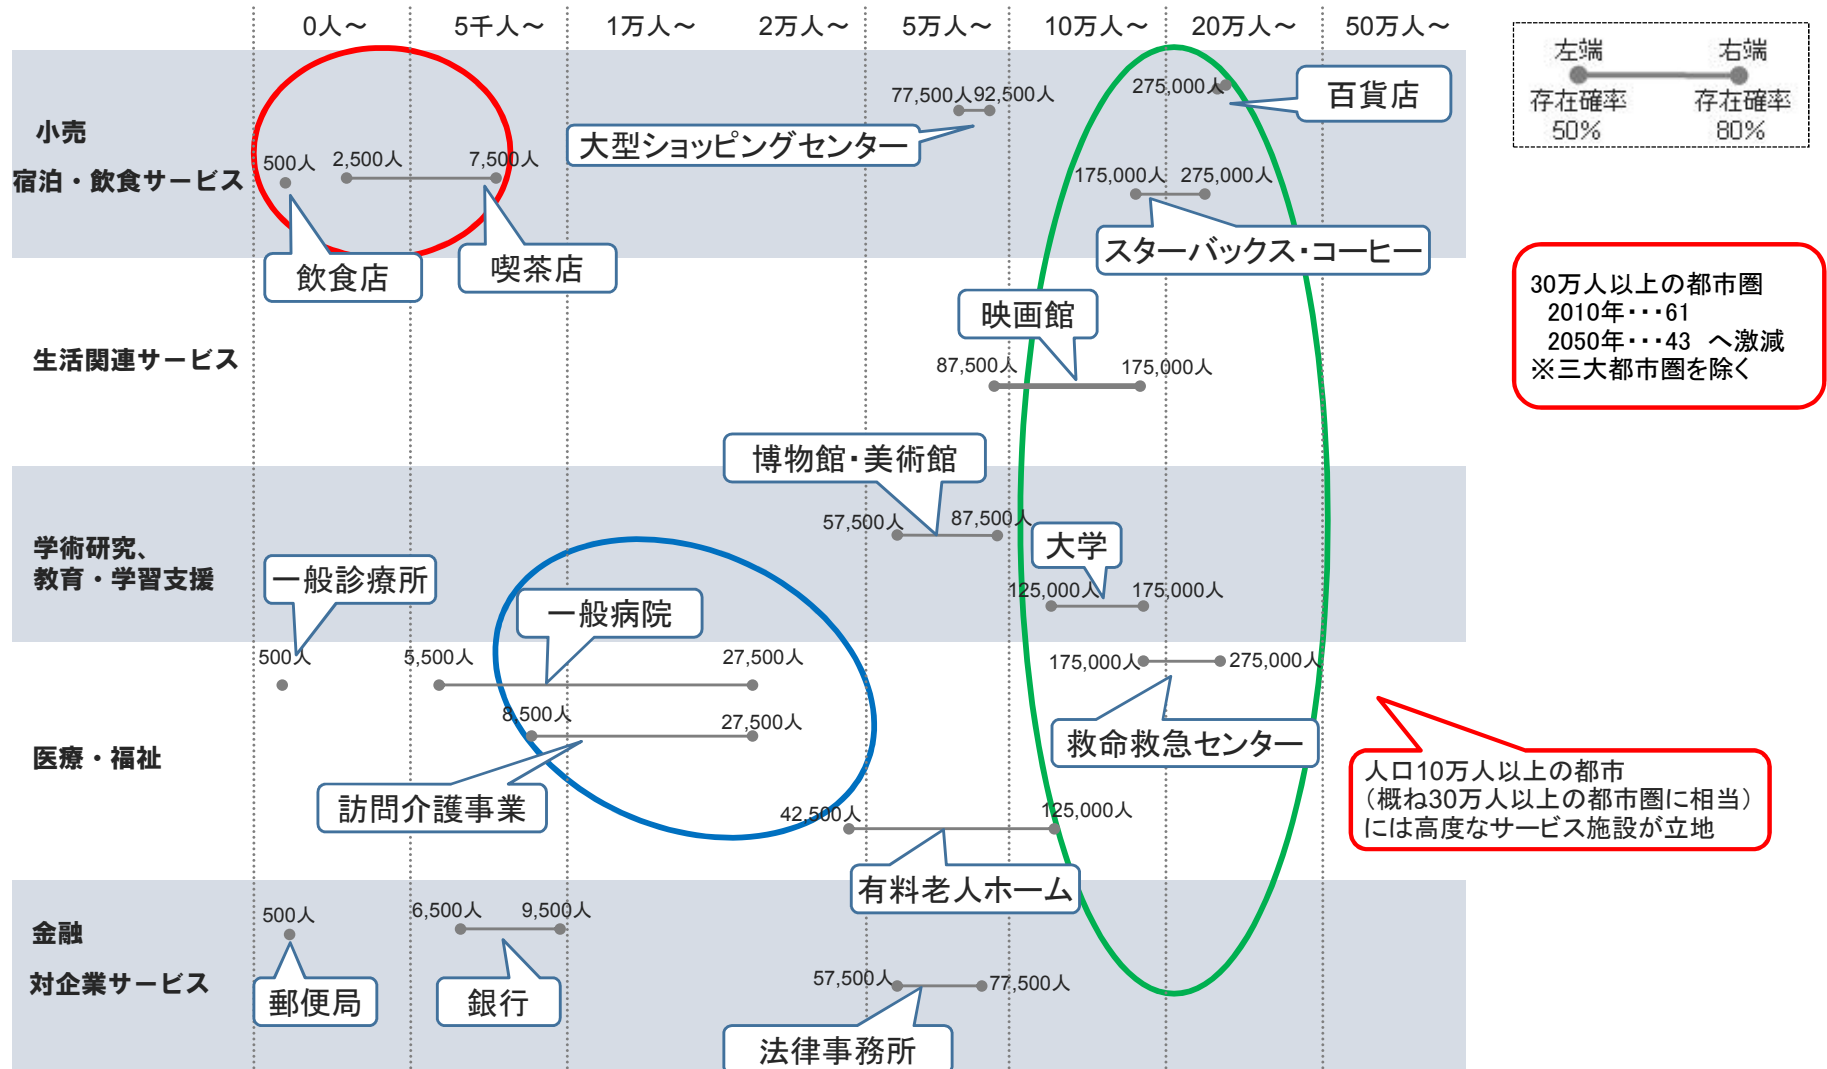 0人～ 5千人～ 1万人～ 2万人～ 5万人～ 10万人～ 20万人～ 50万人～
左端 右端
存在確率 存在確率
50% 80%
小売
宿泊・飲食サービス
500人 2,500人 7,500人
飲食店
喫茶店
77,500人 92,500人
大型ショッピングセンター
275,000人
百貨店
175,000人 275,000人
スターバックス・コーヒー
30万人以上の都市圏
2010年・・・61
2050年・・・43 へ激減
※三大都市圏を除く
生活関連サービス
映画館
87,500人 175,000人
学術研究、
教育・学習支援
博物館・美術館
57,500人 87,500人
大学
125,000人 175,000人
医療・福祉
一般診療所
500人
一般病院
5,500人 27,500人
175,000人 275,000人
救命救急センター
8,500人 27,500人
訪問介護事業
42,500人 125,000人
有料老人ホーム
人口10万人以上の都市
（概ね30万人以上の都市圏に相当）
には高度なサービス施設が立地
金融
対企業サービス
500人
郵便局
6,500人 9,500人
銀行
57,500人 77,500人
法律事務所